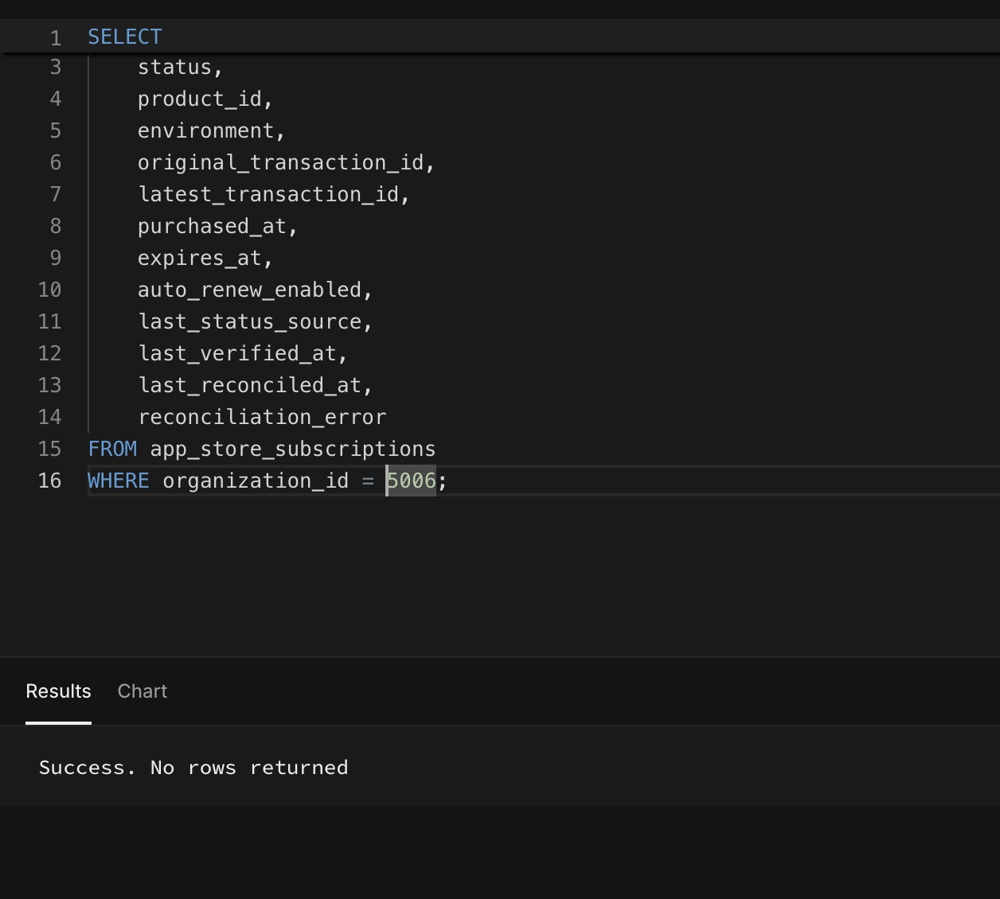 1 SELECT
3 status,
4 product_id,
5 environment,
6 original_transaction_id,
7 latest_transaction_id,
8 purchased_at,
9 expires_at,
10 auto_renew_enabled,
11 last_status_source,
12 last_verified_at,
13 last_reconciled_at,
14 reconciliation_error
15 FROM app_store_subscriptions
16 WHERE organization_id = 5006;
Results Chart
Success. No rows returned